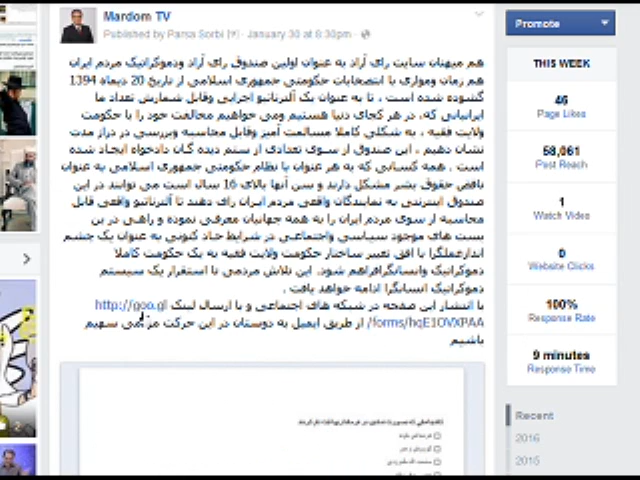 Mardom TV
Published by Parsa Sorbi [?] · January 30 at 8:30pm ·
هم میهنان سایت رای آزاد به عنوان اولین صندوق رای آزاد ودموکراتیک مردم ایران
هم زمان وموازی با انتخابات حکومتی جمهوری اسلامی از تاریخ 20 دیماه 1394
گشوده شده است ، تا به عنوان یک آلترناتیو اجرایی وقابل شمارش تعداد ما
ایرانیانی که، در هر کجای دنیا هستیم ومی خواهیم مخالفت خود را با حکومت
ولایت فقیه ، به شکلی کاملا مسالمت آمیز وقابل محاسبه وبررسی در دراز مدت
نشان دهیم . این صندوق از سوی تعدادی از ستم دیده گان دادخواه ایجاد شده
است . همه کسانی که به هر عنوان با نظام حکومتی جمهوری اسلامی به عنوان
ناقض حقوق بشر مشکل دارند و سن آنها بالای 16 سال است می توانند در این
صندوق اینترنتی به نمایندگان واقعی مردم ایران رای دهند تا آلترناتیو واقعی قابل
محاسبه از سوی مردم ایران را به همه جهانیان معرفی نموده و راهی در بن
بست های موجود سیاسی واجتماعی در شرایط حاد کنونی به عنوان یک چشم
اندازعملگرا با افق تغییر ساختار حکومت ولایت فقیه به یک حکومت کاملا
دموکراتیک وانسانگرافراهم شود. این تلاش مردمی تا استقرار یک سیستم
دموکراتیک انسانگرا ادامه خواهد یافت .
با انتشار این صفحه در شبکه های اجتماعی و با ارسال لینک http://goo.gl
/forms/hqE1OVXPAA از طریق ایمیل به دوستان در این حرکت مردمی سهیم
باشیم
Promote
THIS WEEK
46
Page Likes
58,061
Post Reach
1
Watch Video
0
Website Clicks
100%
Response Rate
9 minutes
Response Time
Recent
2016
2015